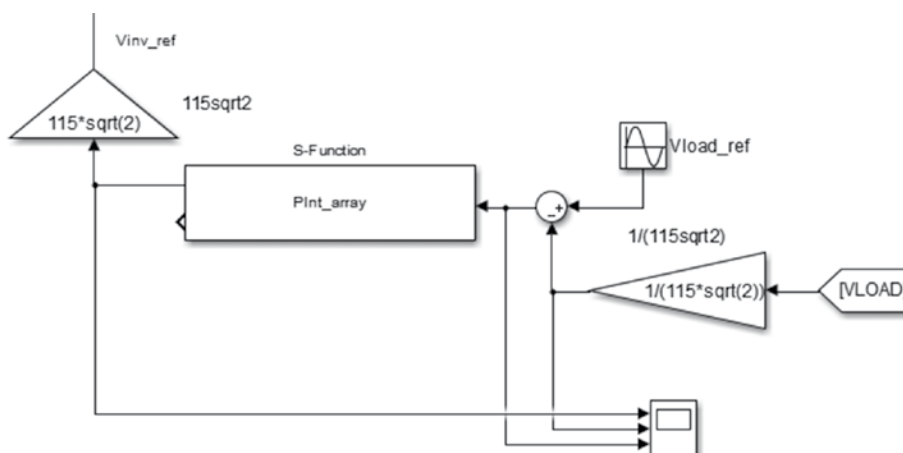 Vinv_ref
115sqrt2
115*sqrt(2)
S-Function
PInt_array
Vload_ref
-+
1/(115sqrt2)
1/(115*sqrt(2))
[VLOAD